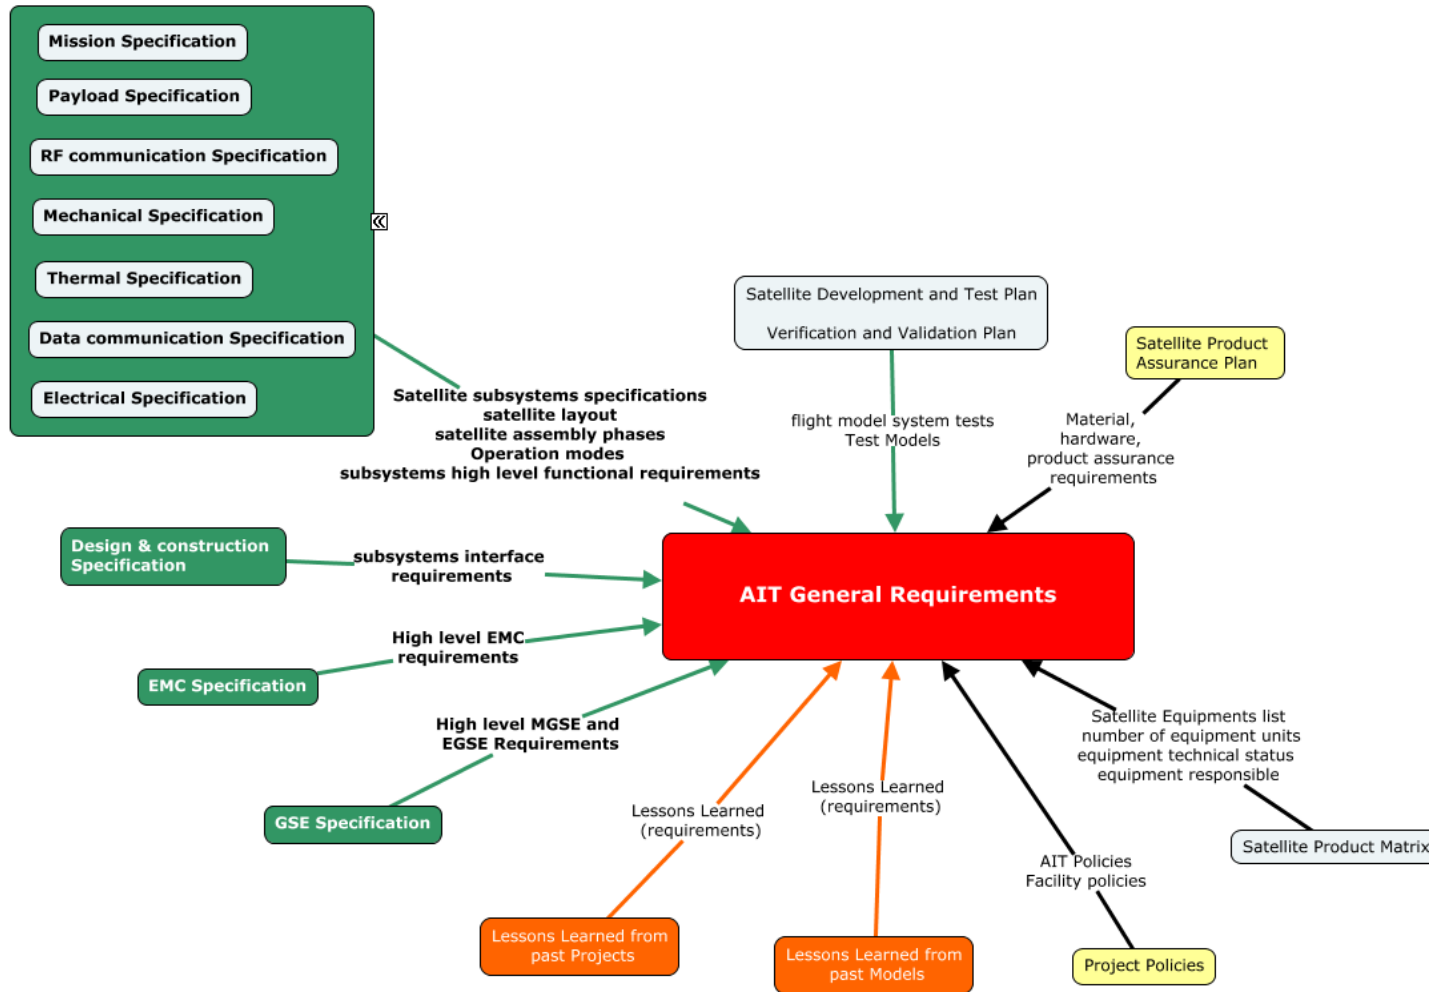 Mission Specification
Payload Specification
RF communication Specification
Mechanical Specification
Thermal Specification
Data communication Specification
Electrical Specification
Satellite Development and Test Plan
Verification and Validation Plan
Satellite Product
Assurance Plan
Satellite subsystems specifications
satellite layout
satellite assembly phases
Operation modes
subsystems high level functional requirements
flight model system tests
Test Models
Material,
hardware,
product assurance
requirements
Design & construction
Specification
subsystems interface
requirements
AIT General Requirements
High level EMC
requirements
EMC Specification
High level MGSE and
EGSE Requirements
GSE Specification
Lessons Learned
(requirements)
Lessons Learned
(requirements)
Satellite Equipments list
number of equipment units
equipment technical status
equipment responsible
Satellite Product Matrix
AIT Policies
Facility policies
Lessons Learned from
past Projects
Lessons Learned from
past Models
Project Policies